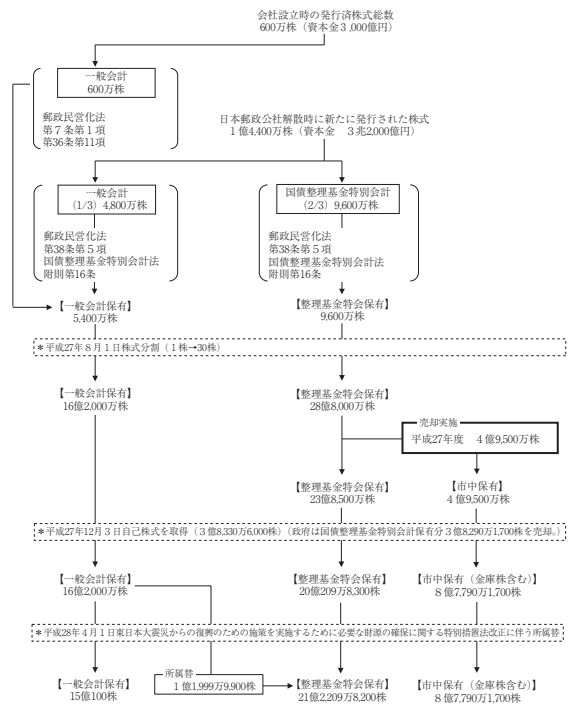 会社設立時の発行済株式総数
600万株(資本金3,000億円)
一般会計
600万株
郵政民営化法
第7条第1項
第36条第11項
日本郵政公社解散時に新たに発行された株式
1億4,400万株(資本金 3兆2,000億円)
一般会計
(1/3) 4,800万株
国債整理基金特別会計
(2/3) 9,600万株
郵政民営化法
第38条第5項
国債整理基金特別会計法
附則第16条
郵政民営化法
第38条第5項
国債整理基金特別会計法
附則第16条
【一般会計保有】
5,400万株
【整理基金特会保有】
9,600万株
*平成27年8月1日株式分割(1株→30株)
【一般会計保有】
16億2,000万株
【整理基金特会保有】
28億8,000万株
売却実施
平成27年度 4億9,500万株
【整理基金特会保有】
23億8,500万株
【市中保有】
4億9,500万株
*平成27年12月3日自己株式を取得(3億8,330万6,000株)(政府は国債整理基金特別会計保有分3億8,290万1,700株を売却。)
【一般会計保有】
16億2,000万株
【整理基金特会保有】
20億209万8,300株
【市中保有(金庫株含む)】
8億7,790万1,700株
*平成28年4月1日東日本大震災からの復興のための施策を実施するために必要な財源の確保に関する特別措置法改正に伴う所属替
【一般会計保有】
15億100株
所属替
1億1,999万9,900株
【整理基金特会保有】
21億2,209万8,200株
【市中保有(金庫株含む)】
8億7,790万1,700株